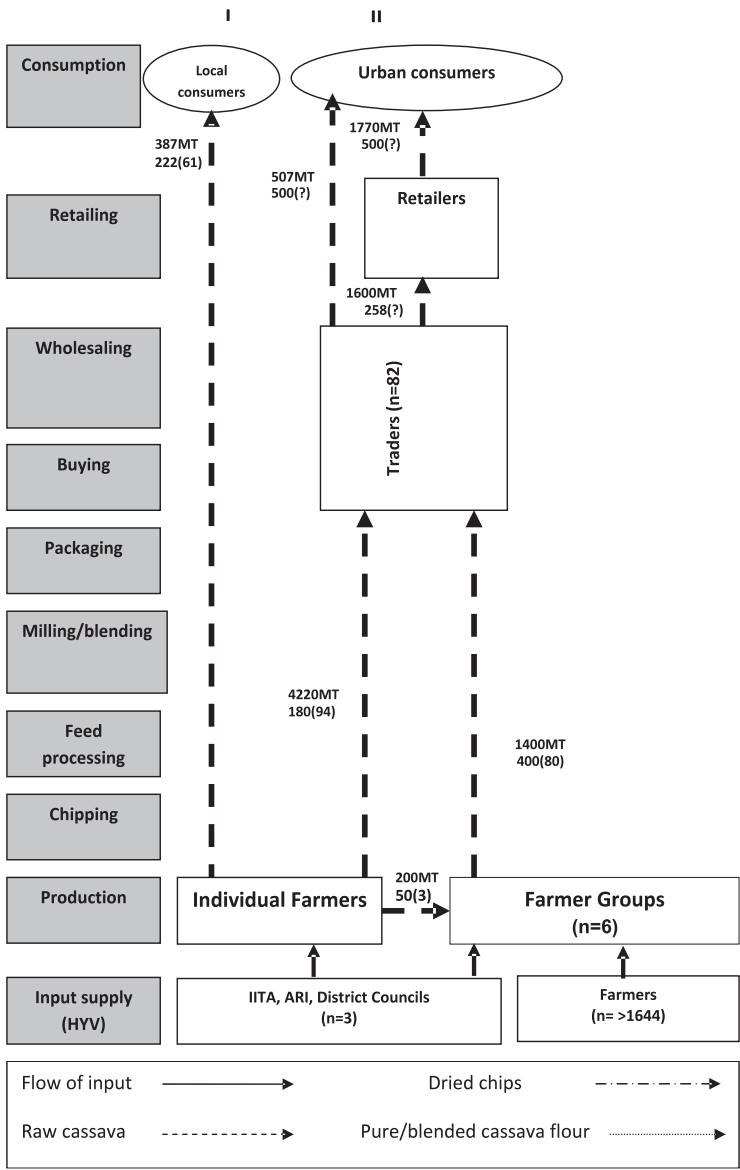 I II
Consumption
Local
consumers
Urban consumers
387MT
222(61)
1770MT
500(?)
507MT
500(?)
Retailing
Retailers
1600MT
258(?)
Wholesaling
Traders (n=82)
Buying
Packaging
Milling/blending
4220MT
180(94)
Feed
processing
1400MT
400(80)
Chipping
Production
Individual Farmers
200MT
50(3)
Farmer Groups
(n=6)
Input supply
(HYV)
IITA, ARI, District Councils
(n=3)
Farmers
(n= >1644)
Flow of input
Dried chips
Raw cassava
Pure/blended cassava flour